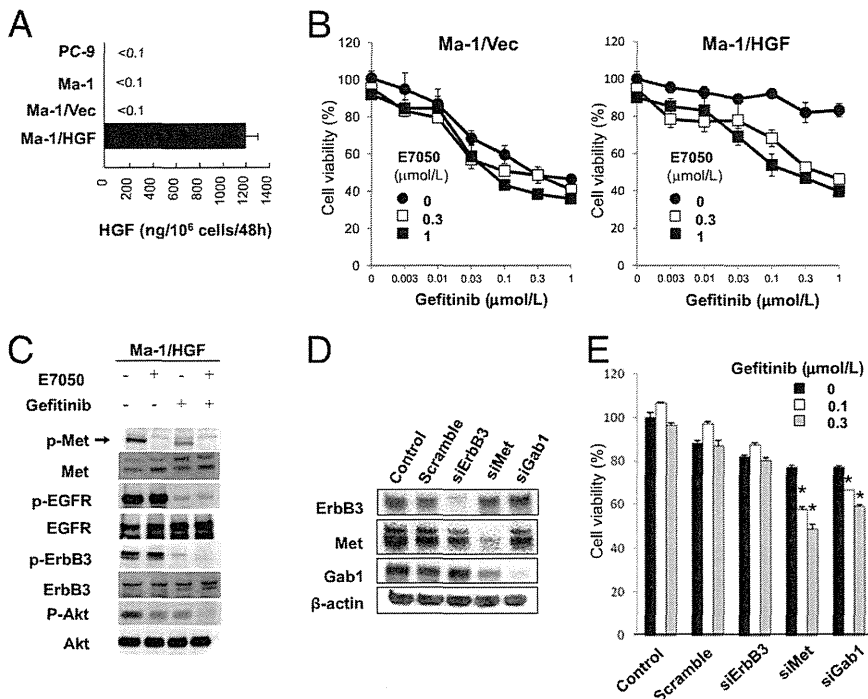 A
PC-9 <0.1
Ma-1 <0.1
Ma-1/Vec <0.1
Ma-1/HGF
0 200 400 600 800 1000 1200 1400
HGF (ng/10⁶ cells/48h)
B
Ma-1/Vec
Cell viability (%)
120
100
80
60
40
20
0
E7050
(μmol/L)
0
0.3
1
0 0.003 0.01 0.03 0.1 0.3 1
Gefitinib (μmol/L)
Ma-1/HGF
Cell viability (%)
120
100
80
60
40
20
0
E7050
(μmol/L)
0
0.3
1
0 0.003 0.01 0.03 0.1 0.3 1
Gefitinib (μmol/L)
C
Ma-1/HGF
E7050 - + - +
Gefitinib - - + +
p-Met
Met
p-EGFR
EGFR
p-ErbB3
ErbB3
P-Akt
Akt
D
Control Scramble siErbB3 siMet siGab1
ErbB3
Met
Gab1
β-actin
E
Gefitinib (μmol/L)
0
0.1
0.3
Cell viability (%)
120
100
80
60
40
20
0
* * * *
Control Scramble siErbB3 siMet siGab1